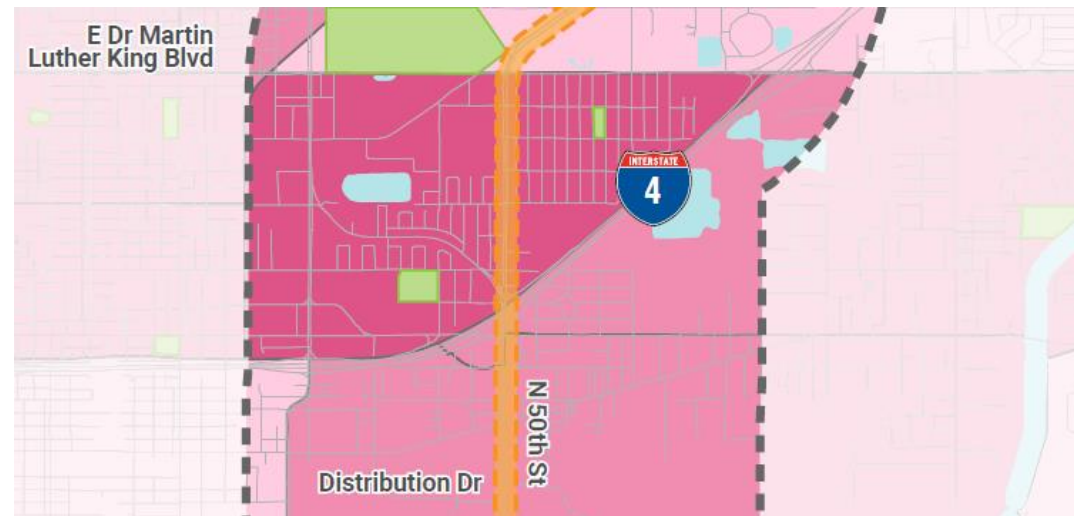 E Dr Martin
Luther King Blvd
INTERSTATE
4
N 50th St
Distribution Dr